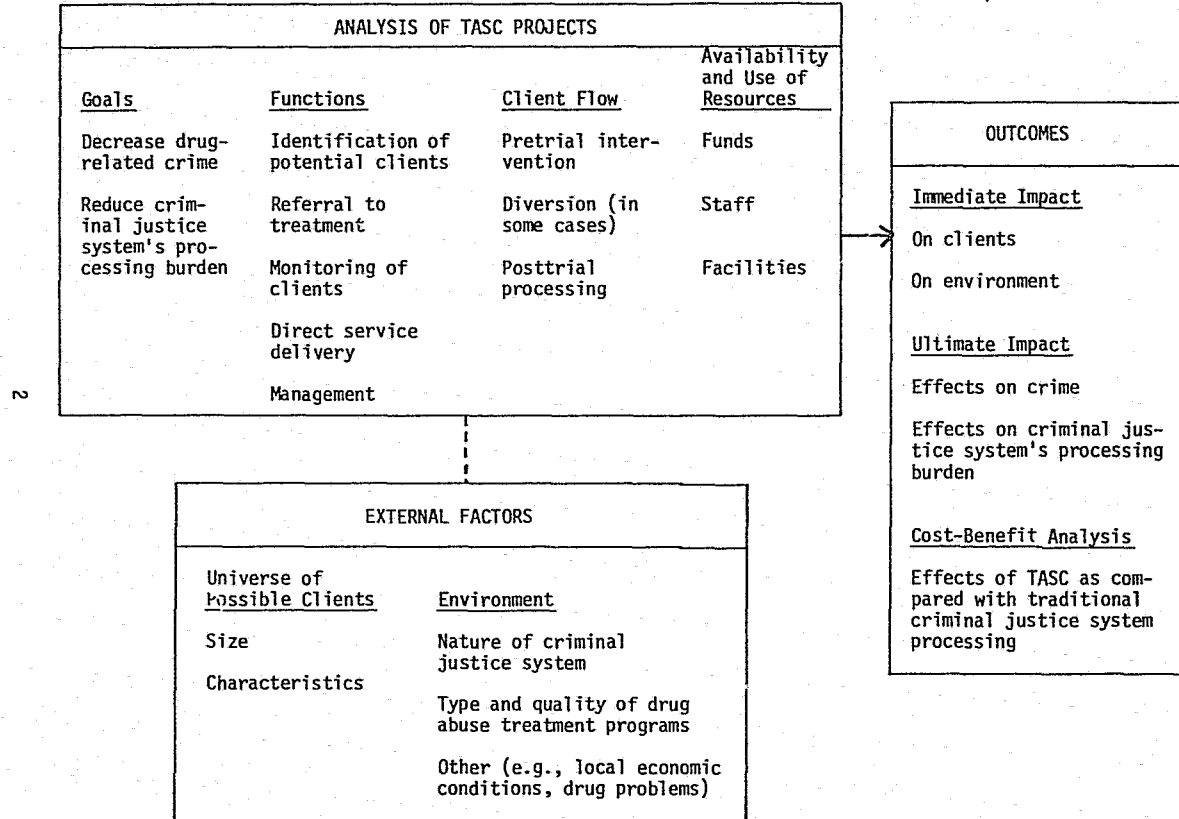 ANALYSIS OF TASC PROJECTS
Goals
Decrease drug-
related crime
Reduce crim-
inal justice
system's pro-
cessing burden
Functions
Identification of
potential clients
Referral to
treatment
Monitoring of
clients
Direct service
delivery
Management
Client Flow
Pretrial inter-
vention
Diversion (in
some cases)
Posttrial
processing
Availability
and Use of
Resources
Funds
Staff
Facilities
OUTCOMES
Immediate Impact
On clients
On environment
Ultimate Impact
Effects on crime
Effects on criminal jus-
tice system's processing
burden
Cost-Benefit Analysis
Effects of TASC as com-
pared with traditional
criminal justice system
processing
2
EXTERNAL FACTORS
Universe of
Possible Clients
Size
Characteristics
Environment
Nature of criminal
justice system
Type and quality of drug
abuse treatment programs
Other (e.g., local economic
conditions, drug problems)